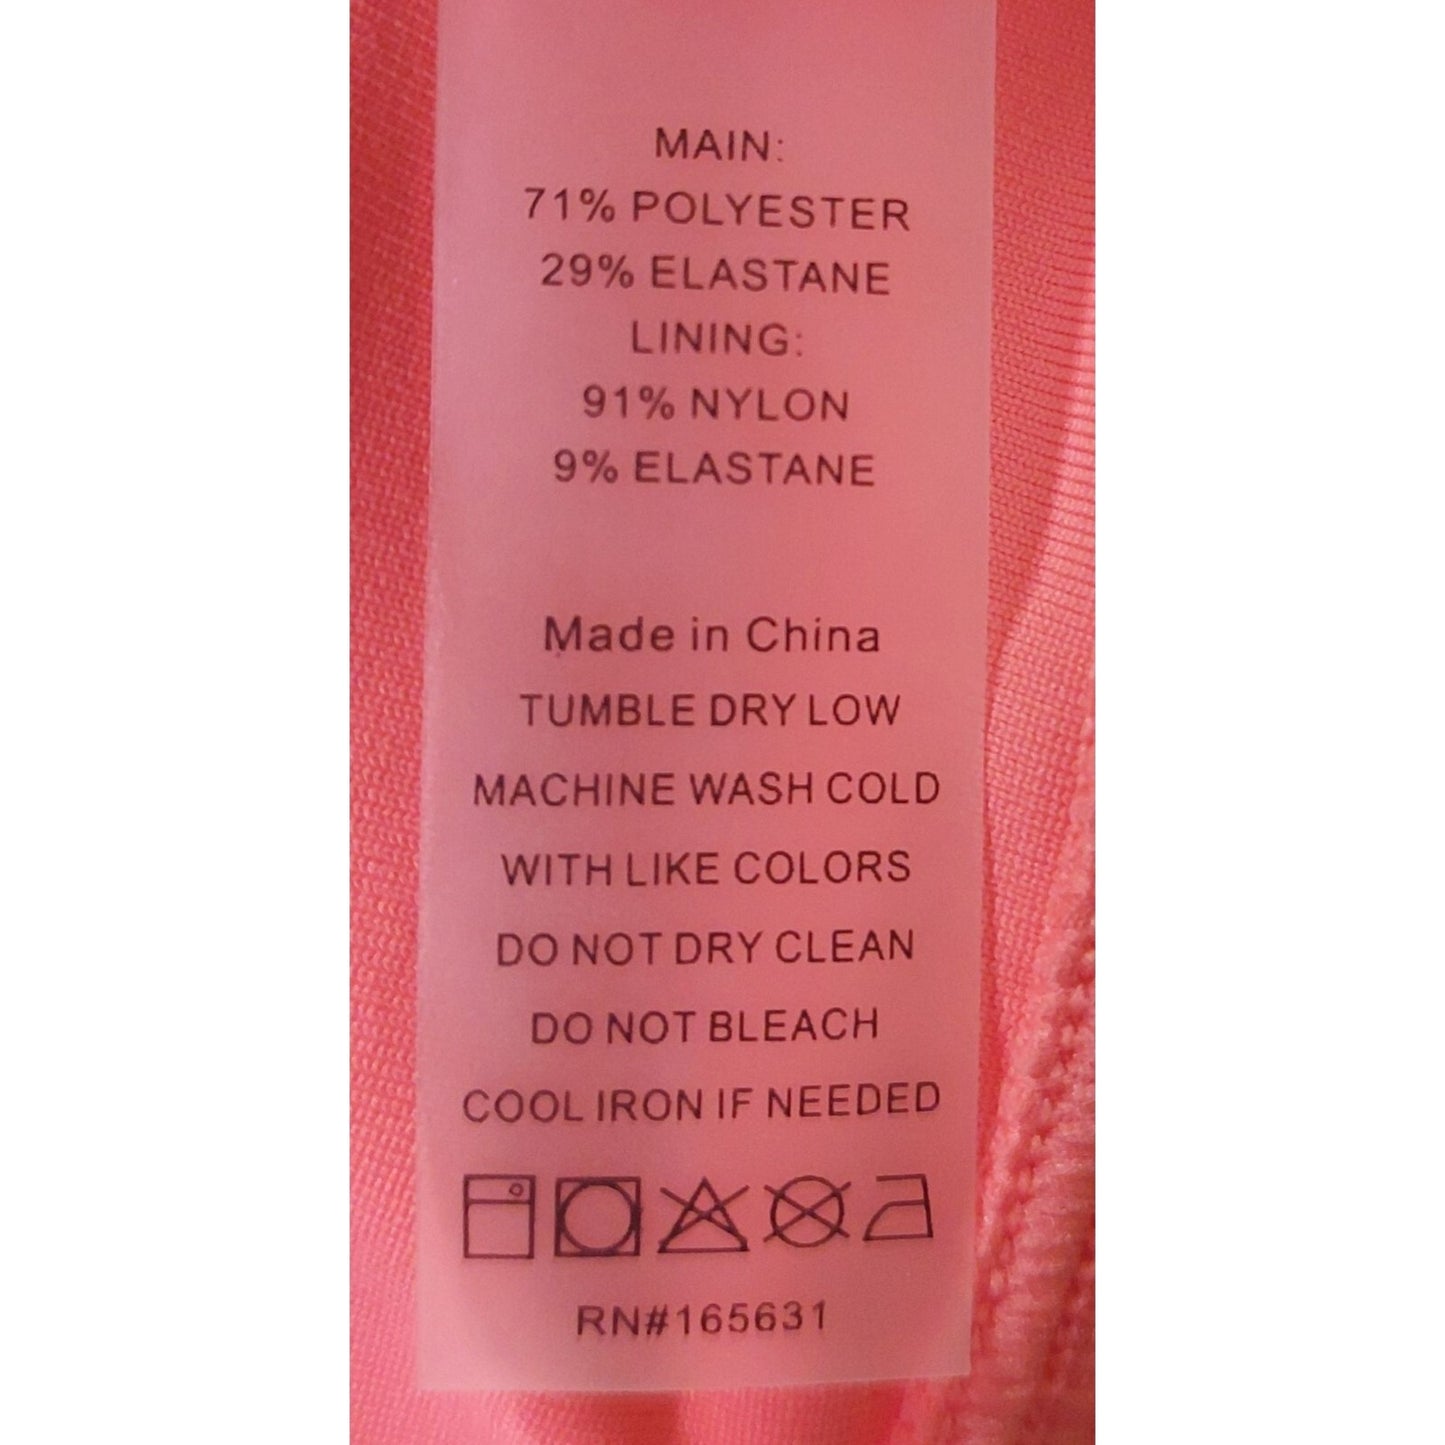 MAIN:
71% POLYESTER
29% ELASTANE
LINING:
91% NYLON
9% ELASTANE
Made in China
TUMBLE DRY LOW
MACHINE WASH COLD
WITH LIKE COLORS
DO NOT DRY CLEAN
DO NOT BLEACH
COOL IRON IF NEEDED
RN#165631